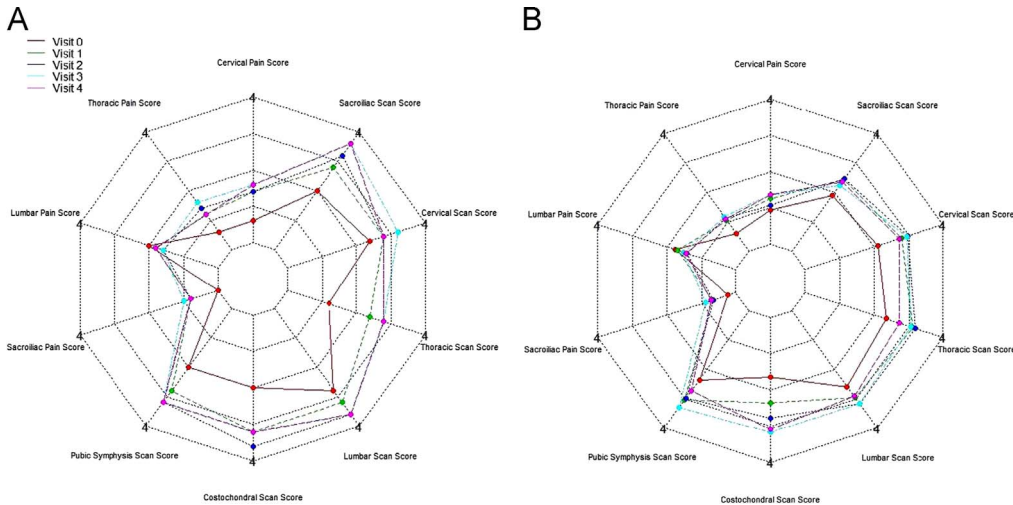 A
B
Visit 0
Visit 1
Visit 2
Visit 3
Visit 4
Cervical Pain Score
Thoracic Pain Score
Sacroiliac Scan Score
4
4
4
Lumbar Pain Score
Cervical Scan Score
4
4
Sacroiliac Pain Score
Thoracic Scan Score
4
4
Pubic Symphysis Scan Score
Lumbar Scan Score
4
4
4
Costochondral Scan Score
Cervical Pain Score
Thoracic Pain Score
Sacroiliac Scan Score
4
4
4
Lumbar Pain Score
Cervical Scan Score
4
4
Sacroiliac Pain Score
Thoracic Scan Score
4
4
Pubic Symphysis Scan Score
Lumbar Scan Score
4
4
4
Costochondral Scan Score